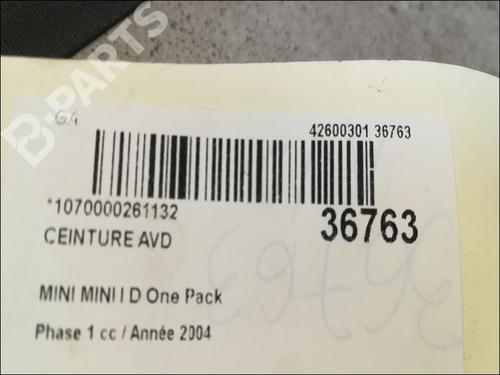 B-PARTS
GA
42600301 36763
*1070000261132
36763
CEINTURE AVD
MINI MINI I D One Pack
Phase 1 cc / Année 2004
36763